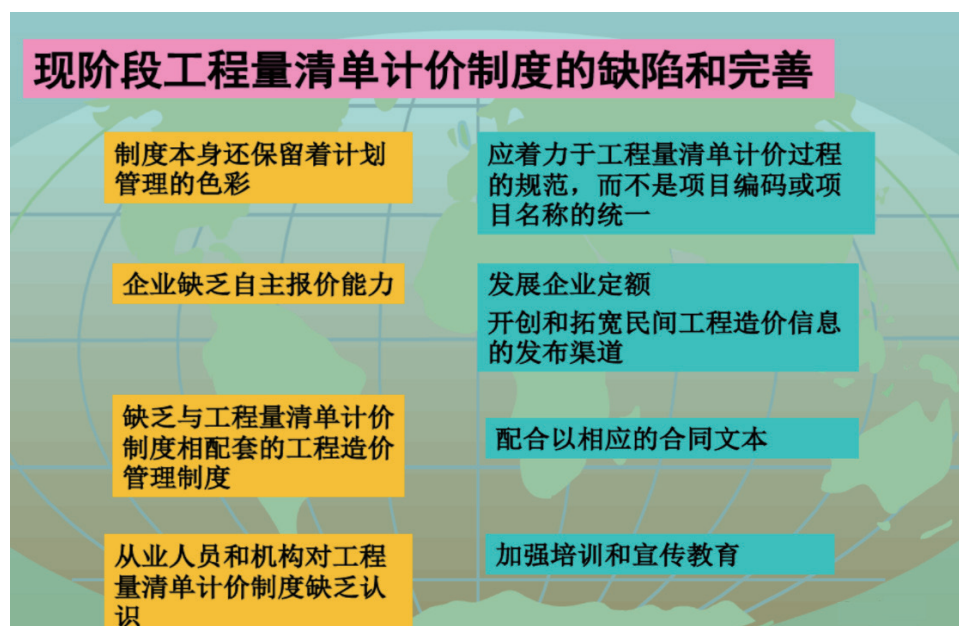 现阶段工程量清单计价制度的缺陷和完善
制度本身还保留着计划
管理的色彩
应着力于工程量清单计价过程
的规范，而不是项目编码或项
目名称的统一
企业缺乏自主报价能力
发展企业定额
开创和拓宽民间工程造价信息
的发布渠道
缺乏与工程量清单计价
制度相配套的工程造价
管理制度
配合以相应的合同文本
从业人员和机构对工程
量清单计价制度缺乏认
识
加强培训和宣传教育